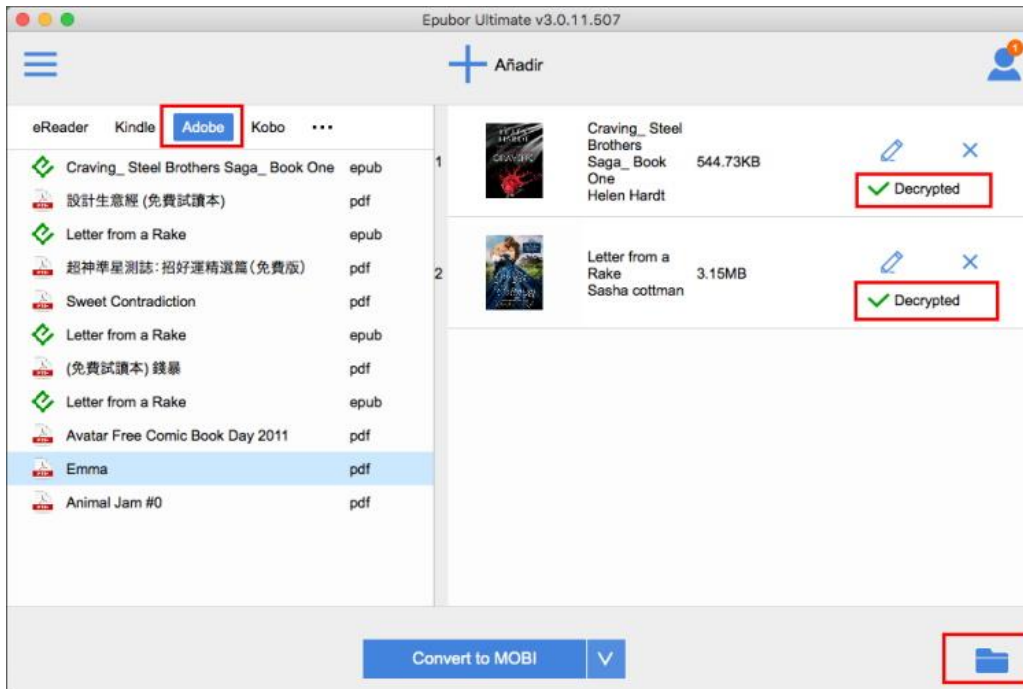 Epubor Ultimate v3.0.11.507
Añadir
1
eReader Kindle Adobe Kobo ...
Craving_ Steel Brothers Saga_ Book One epub
設計生意經 (免費試讀本) pdf
Letter from a Rake epub
超神準星測誌：招好運精選篇（免費版） pdf
Sweet Contradiction pdf
Letter from a Rake epub
(免費試讀本) 錢暴 pdf
Letter from a Rake epub
Avatar Free Comic Book Day 2011 pdf
Emma pdf
Animal Jam #0 pdf
1
CRAVING
Craving_ Steel
Brothers
Saga_ Book
One
Helen Hardt
544.73KB
Decrypted
2
Letter from a
Rake
Sasha cottman
3.15MB
Decrypted
Convert to MOBI